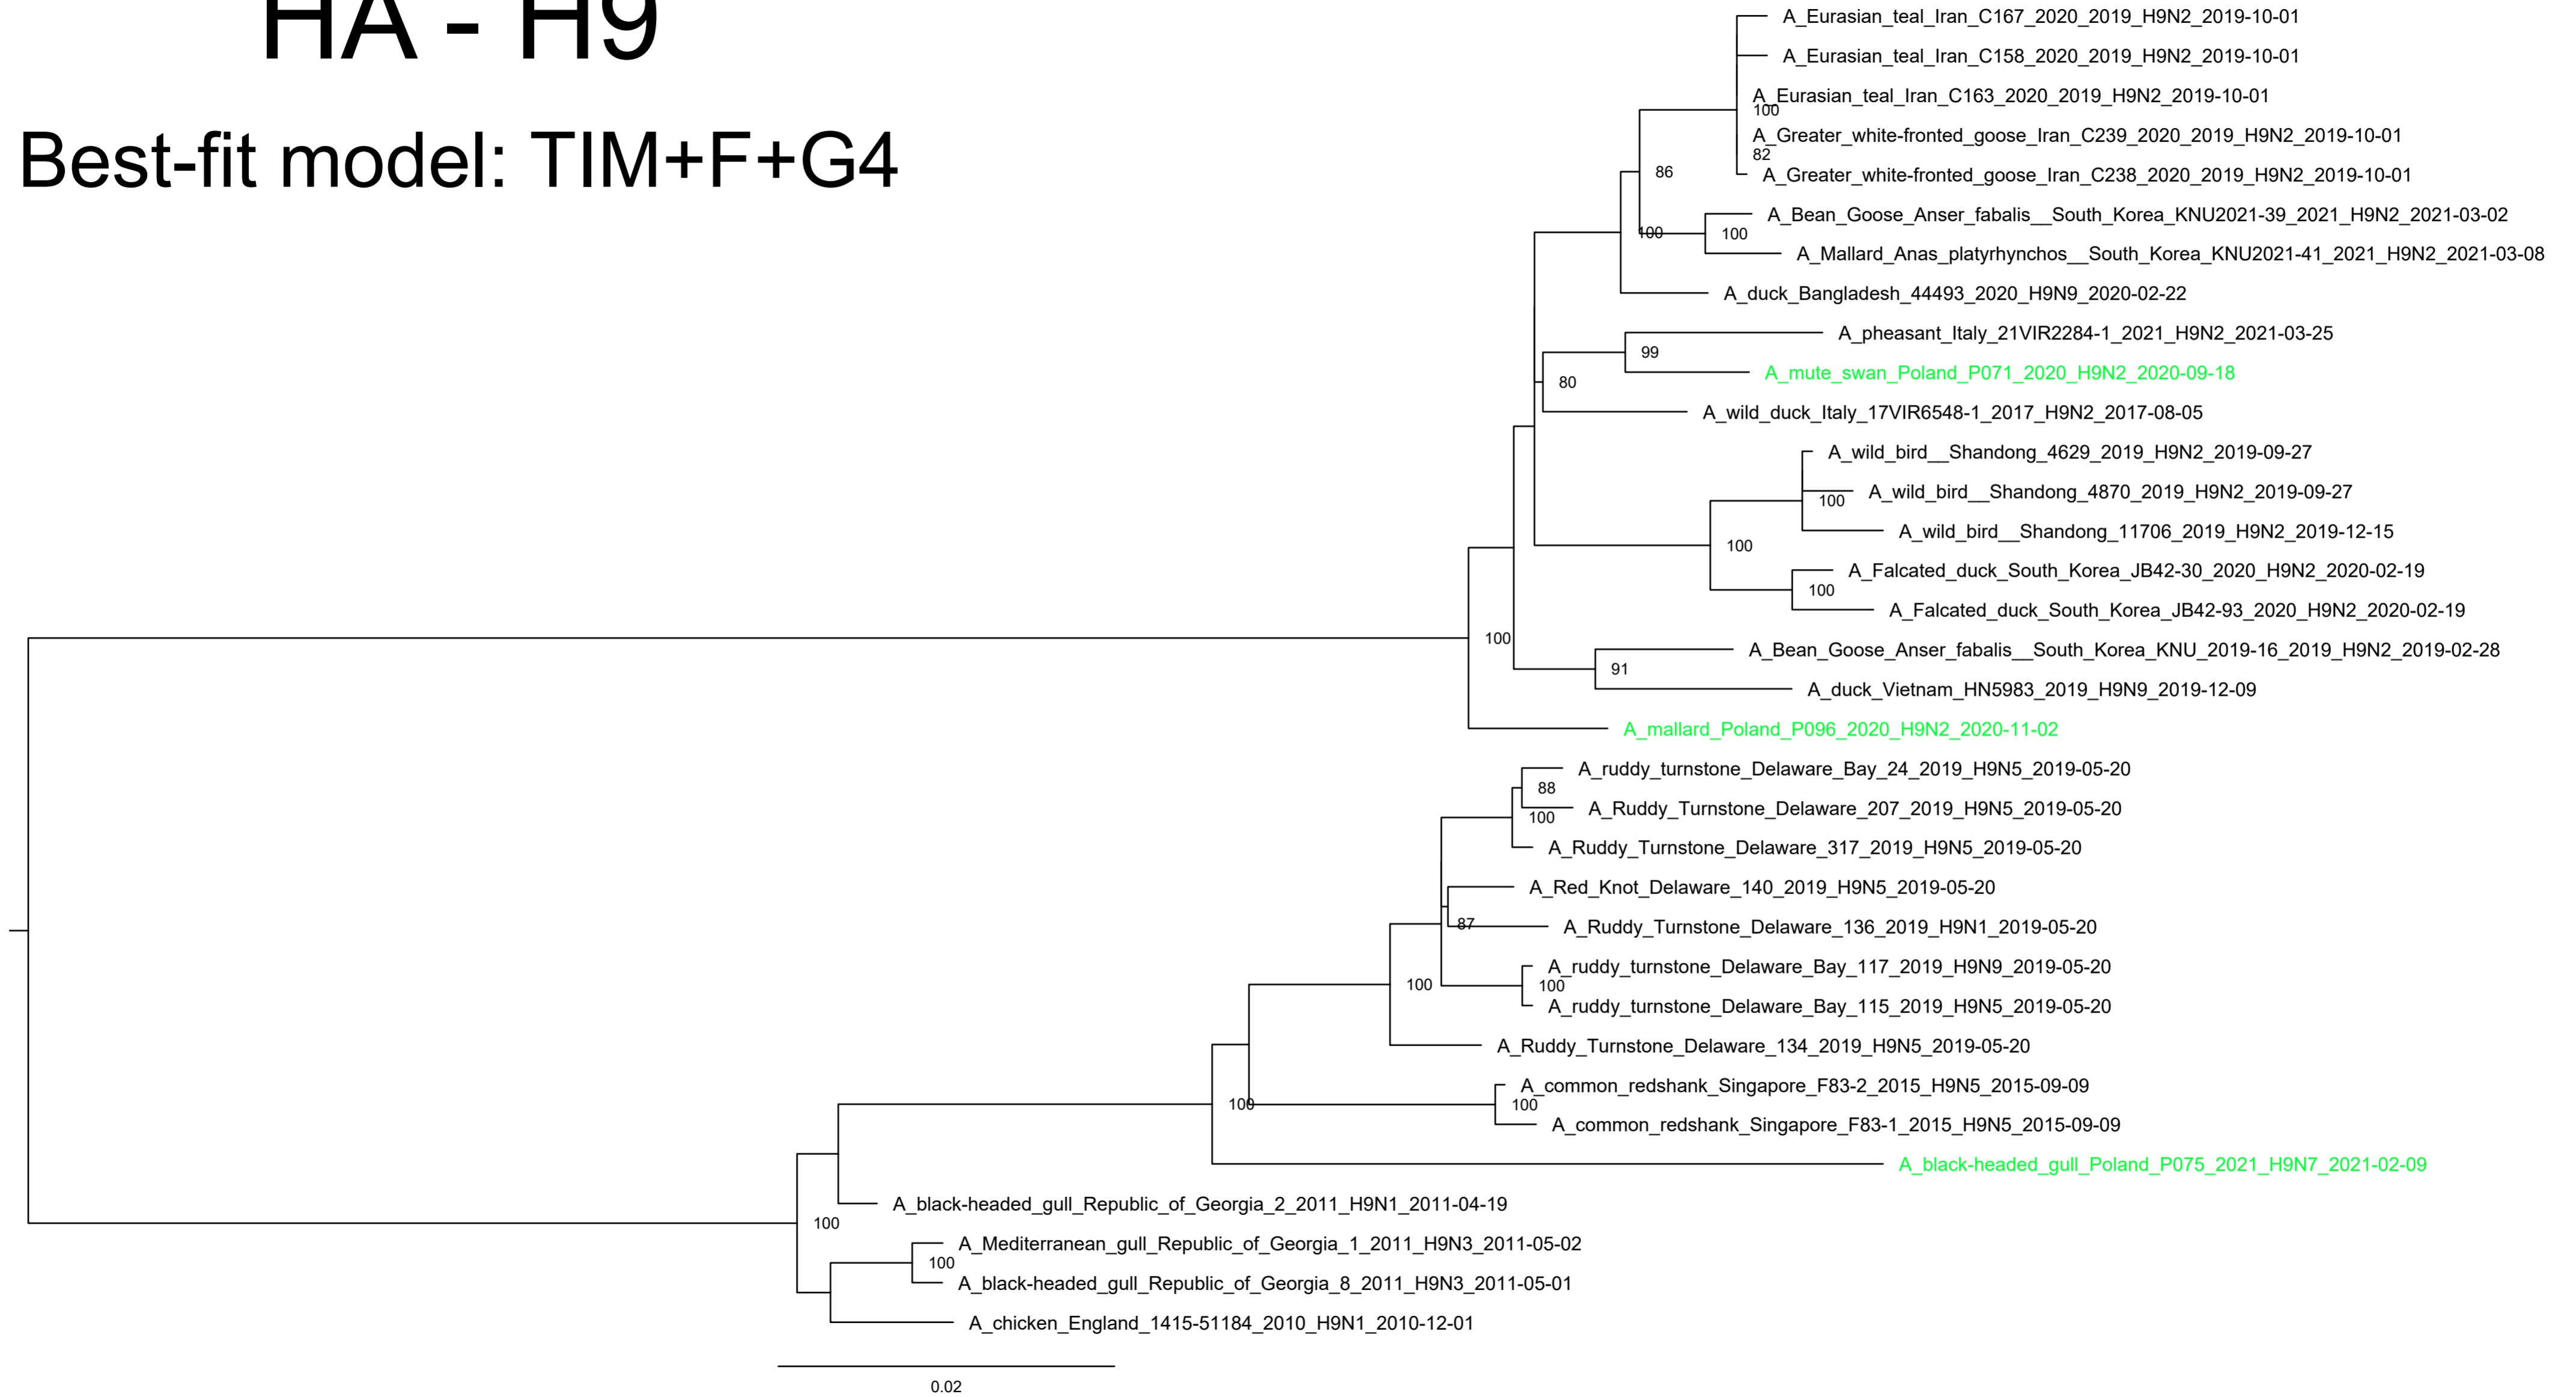 HA - H9
Best-fit model: TIM+F+G4
A_Eurasian_teal_Iran_C167_2020_2019_H9N2_2019-10-01
A_Eurasian_teal_Iran_C158_2020_2019_H9N2_2019-10-01
A_Eurasian_teal_Iran_C163_2020_2019_H9N2_2019-10-01
100
A_Greater_white-fronted_goose_Iran_C239_2020_2019_H9N2_2019-10-01
82
86
A_Greater_white-fronted_goose_Iran_C238_2020_2019_H9N2_2019-10-01
A_Bean_Goose_Anser_fabalis__South_Korea_KNU2021-39_2021_H9N2_2021-03-02
100
100
A_Mallard_Anas_platyrhynchos__South_Korea_KNU2021-41_2021_H9N2_2021-03-08
A_duck_Bangladesh_44493_2020_H9N9_2020-02-22
A_pheasant_Italy_21VIR2284-1_2021_H9N2_2021-03-25
99
A_mute_swan_Poland_P071_2020_H9N2_2020-09-18
80
A_wild_duck_Italy_17VIR6548-1_2017_H9N2_2017-08-05
A_wild_bird__Shandong_4629_2019_H9N2_2019-09-27
A_wild_bird__Shandong_4870_2019_H9N2_2019-09-27
100
A_wild_bird__Shandong_11706_2019_H9N2_2019-12-15
100
A_Falcated_duck_South_Korea_JB42-30_2020_H9N2_2020-02-19
100
A_Falcated_duck_South_Korea_JB42-93_2020_H9N2_2020-02-19
100
A_Bean_Goose_Anser_fabalis__South_Korea_KNU_2019-16_2019_H9N2_2019-02-28
91
A_duck_Vietnam_HN5983_2019_H9N9_2019-12-09
A_mallard_Poland_P096_2020_H9N2_2020-11-02
A_ruddy_turnstone_Delaware_Bay_24_2019_H9N5_2019-05-20
88
A_Ruddy_Turnstone_Delaware_207_2019_H9N5_2019-05-20
100
A_Ruddy_Turnstone_Delaware_317_2019_H9N5_2019-05-20
A_Red_Knot_Delaware_140_2019_H9N5_2019-05-20
87
A_Ruddy_Turnstone_Delaware_136_2019_H9N1_2019-05-20
A_ruddy_turnstone_Delaware_Bay_117_2019_H9N9_2019-05-20
100
100
A_ruddy_turnstone_Delaware_Bay_115_2019_H9N5_2019-05-20
A_Ruddy_Turnstone_Delaware_134_2019_H9N5_2019-05-20
A_common_redshank_Singapore_F83-2_2015_H9N5_2015-09-09
100
100
A_common_redshank_Singapore_F83-1_2015_H9N5_2015-09-09
A_black-headed_gull_Poland_P075_2021_H9N7_2021-02-09
A_black-headed_gull_Republic_of_Georgia_2_2011_H9N1_2011-04-19
100
A_Mediterranean_gull_Republic_of_Georgia_1_2011_H9N3_2011-05-02
100
A_black-headed_gull_Republic_of_Georgia_8_2011_H9N3_2011-05-01
A_chicken_England_1415-51184_2010_H9N1_2010-12-01
0.02